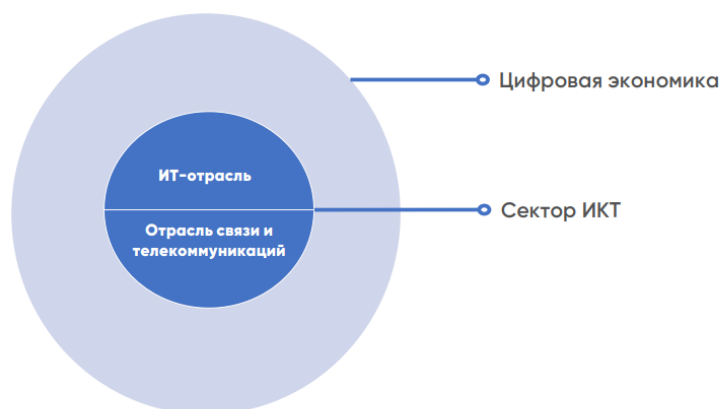 Цифровая экономика
ИТ-отрасль
Сектор ИКТ
Отрасль связи и
телекоммуникаций